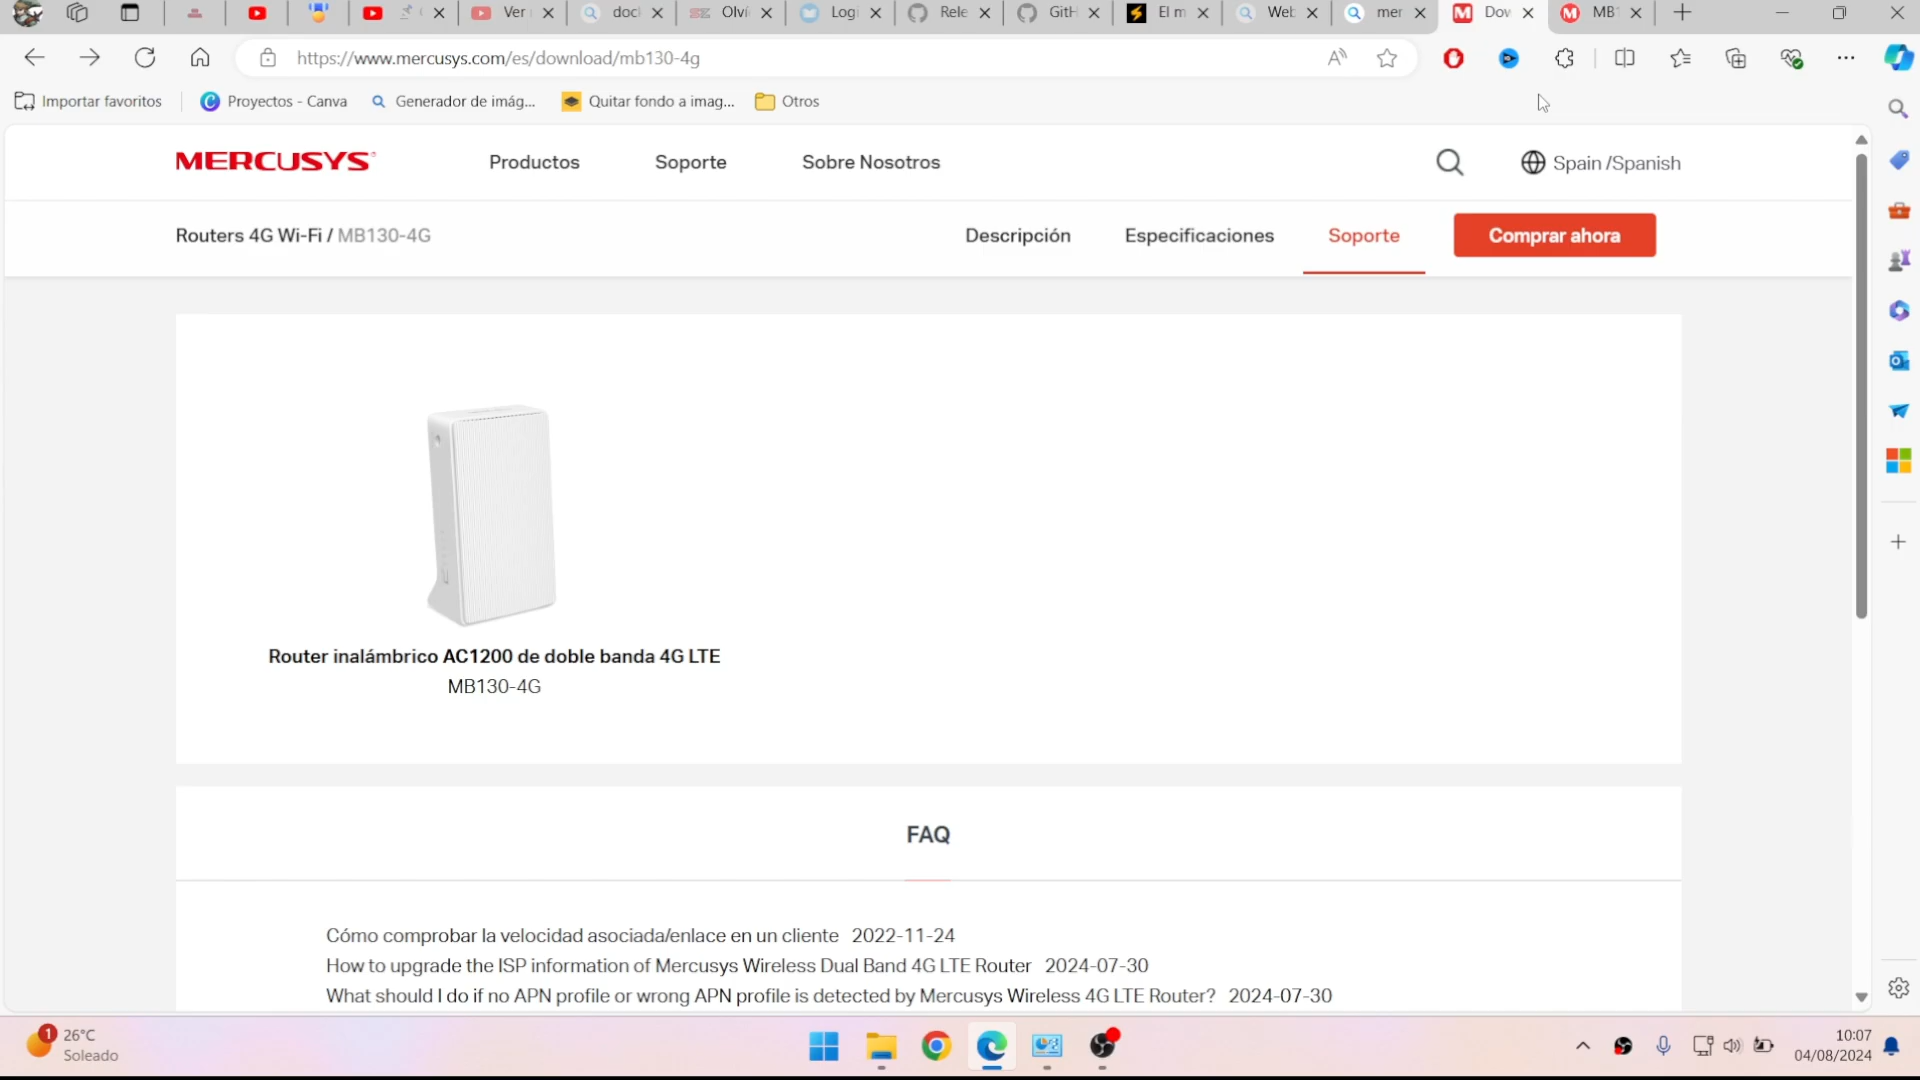 Ver
doc
Olvi
Logi
Rele
GitH
El m
Web
mer
Dow
MB1
https://www.mercusys.com/es/download/mb130-4g
Importar favoritos
Proyectos - Canva
Generador de imág...
Quitar fondo a imag...
Otros
MERCUSYS
Productos
Soporte
Sobre Nosotros
Spain /Spanish
Routers 4G Wi-Fi / MB130-4G
Descripción
Especificaciones
Soporte
Comprar ahora
Router inalámbrico AC1200 de doble banda 4G LTE
MB130-4G
FAQ
Cómo comprobar la velocidad asociada/enlace en un cliente 2022-11-24
How to upgrade the ISP information of Mercusys Wireless Dual Band 4G LTE Router 2024-07-30
What should I do if no APN profile or wrong APN profile is detected by Mercusys Wireless 4G LTE Router? 2024-07-30
1
26°C
Soleado
10:07
04/08/2024